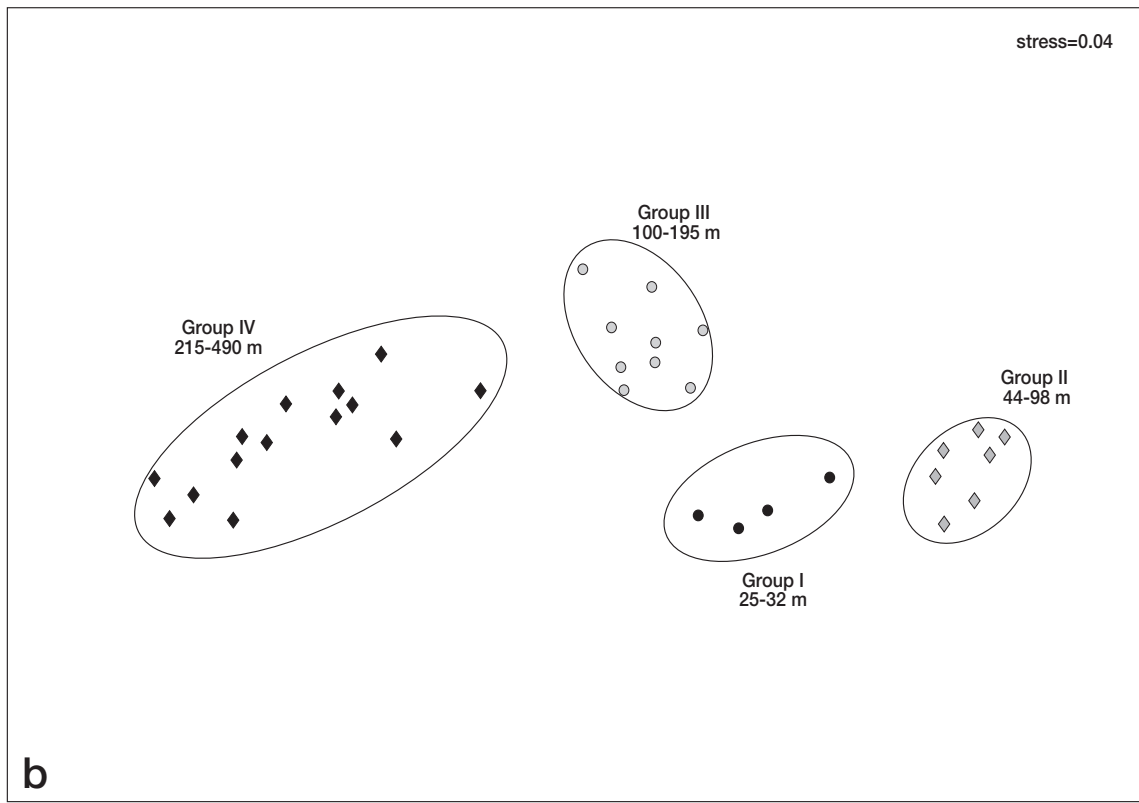 stress=0.04
Group III
100-195 m
Group IV
215-490 m
Group II
44-98 m
Group I
25-32 m
b